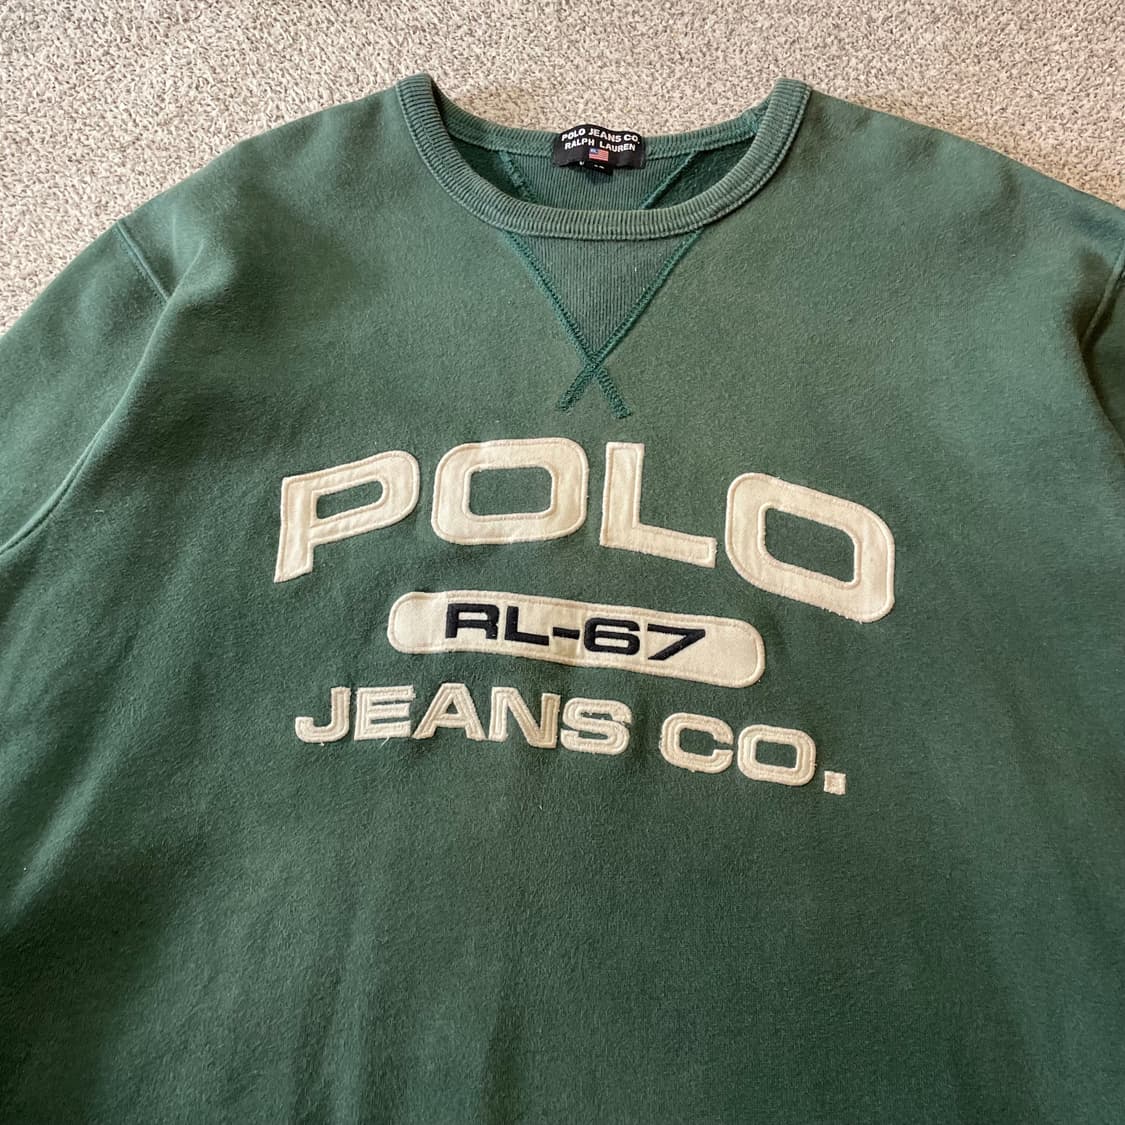 POLO JEANS CO.
RALPH LAUREN
POLO
RL-67
JEANS CO.